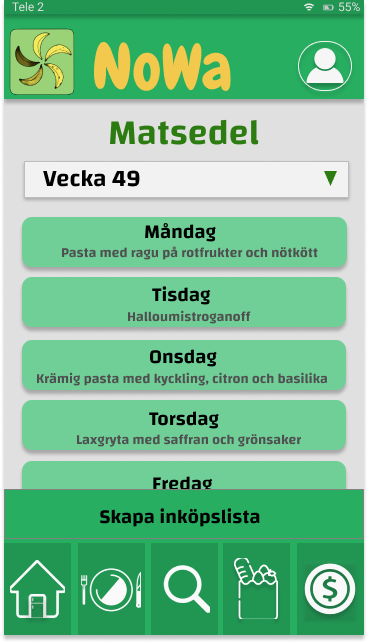 Tele 2 55%
NoWa
Matsedel
Vecka 49
Måndag
Pasta med ragu på rotfrukter och nötkött
Tisdag
Halloumistroganoff
Onsdag
Krämig pasta med kyckling, citron och basilika
Torsdag
Laxgryta med saffran och grönsaker
Fredag
Skapa inköpslista
$